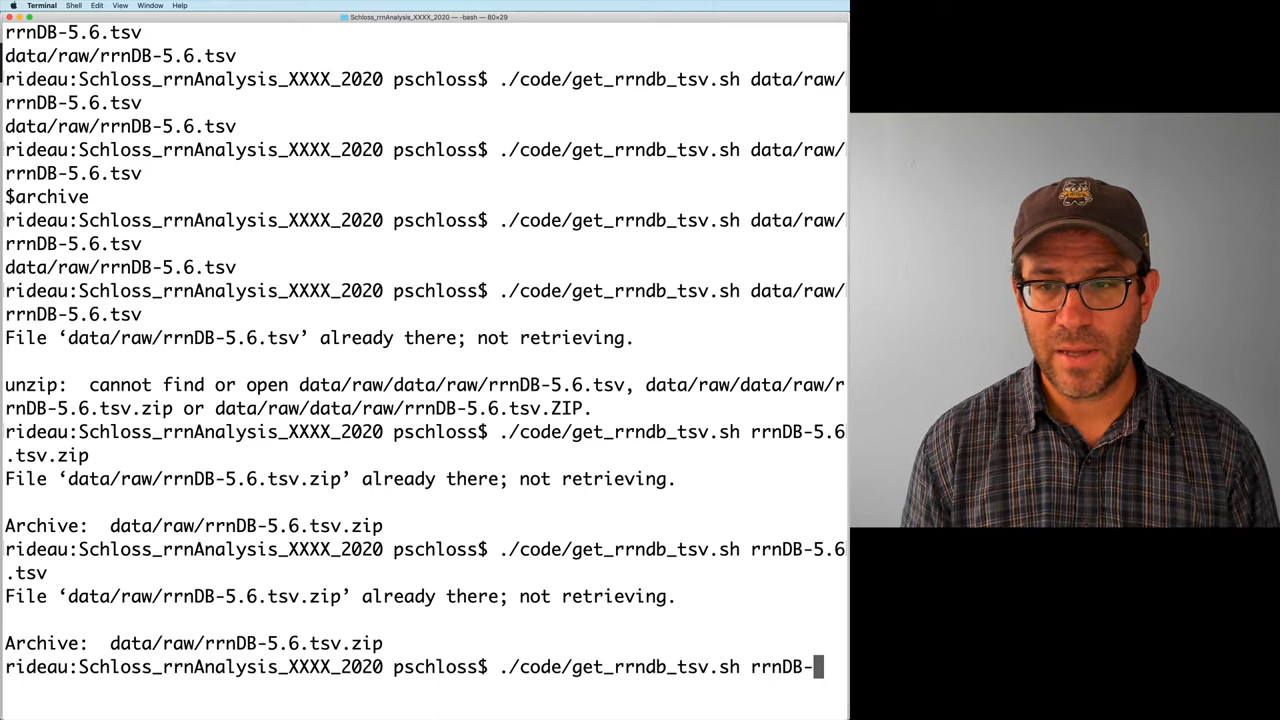 Terminal Shell Edit View Window Help
Schloss_rrnAnalysis_XXXX_2020 — -bash — 80×29
rrnDB-5.6.tsv
data/raw/rrnDB-5.6.tsv
rideau:Schloss_rrnAnalysis_XXXX_2020 pschloss$ ./code/get_rrndb_tsv.sh data/raw/
rrnDB-5.6.tsv
data/raw/rrnDB-5.6.tsv
rideau:Schloss_rrnAnalysis_XXXX_2020 pschloss$ ./code/get_rrndb_tsv.sh data/raw/
rrnDB-5.6.tsv
$archive
rideau:Schloss_rrnAnalysis_XXXX_2020 pschloss$ ./code/get_rrndb_tsv.sh data/raw/
rrnDB-5.6.tsv
data/raw/rrnDB-5.6.tsv
rideau:Schloss_rrnAnalysis_XXXX_2020 pschloss$ ./code/get_rrndb_tsv.sh data/raw/
rrnDB-5.6.tsv
File ‘data/raw/rrnDB-5.6.tsv’ already there; not retrieving.
unzip:  cannot find or open data/raw/data/raw/rrnDB-5.6.tsv, data/raw/data/raw/r
rnDB-5.6.tsv.zip or data/raw/data/raw/rrnDB-5.6.tsv.ZIP.
rideau:Schloss_rrnAnalysis_XXXX_2020 pschloss$ ./code/get_rrndb_tsv.sh rrnDB-5.6
.tsv.zip
File ‘data/raw/rrnDB-5.6.tsv.zip’ already there; not retrieving.
Archive:  data/raw/rrnDB-5.6.tsv.zip
rideau:Schloss_rrnAnalysis_XXXX_2020 pschloss$ ./code/get_rrndb_tsv.sh rrnDB-5.6
.tsv
File ‘data/raw/rrnDB-5.6.tsv.zip’ already there; not retrieving.
Archive:  data/raw/rrnDB-5.6.tsv.zip
rideau:Schloss_rrnAnalysis_XXXX_2020 pschloss$ ./code/get_rrndb_tsv.sh rrnDB-